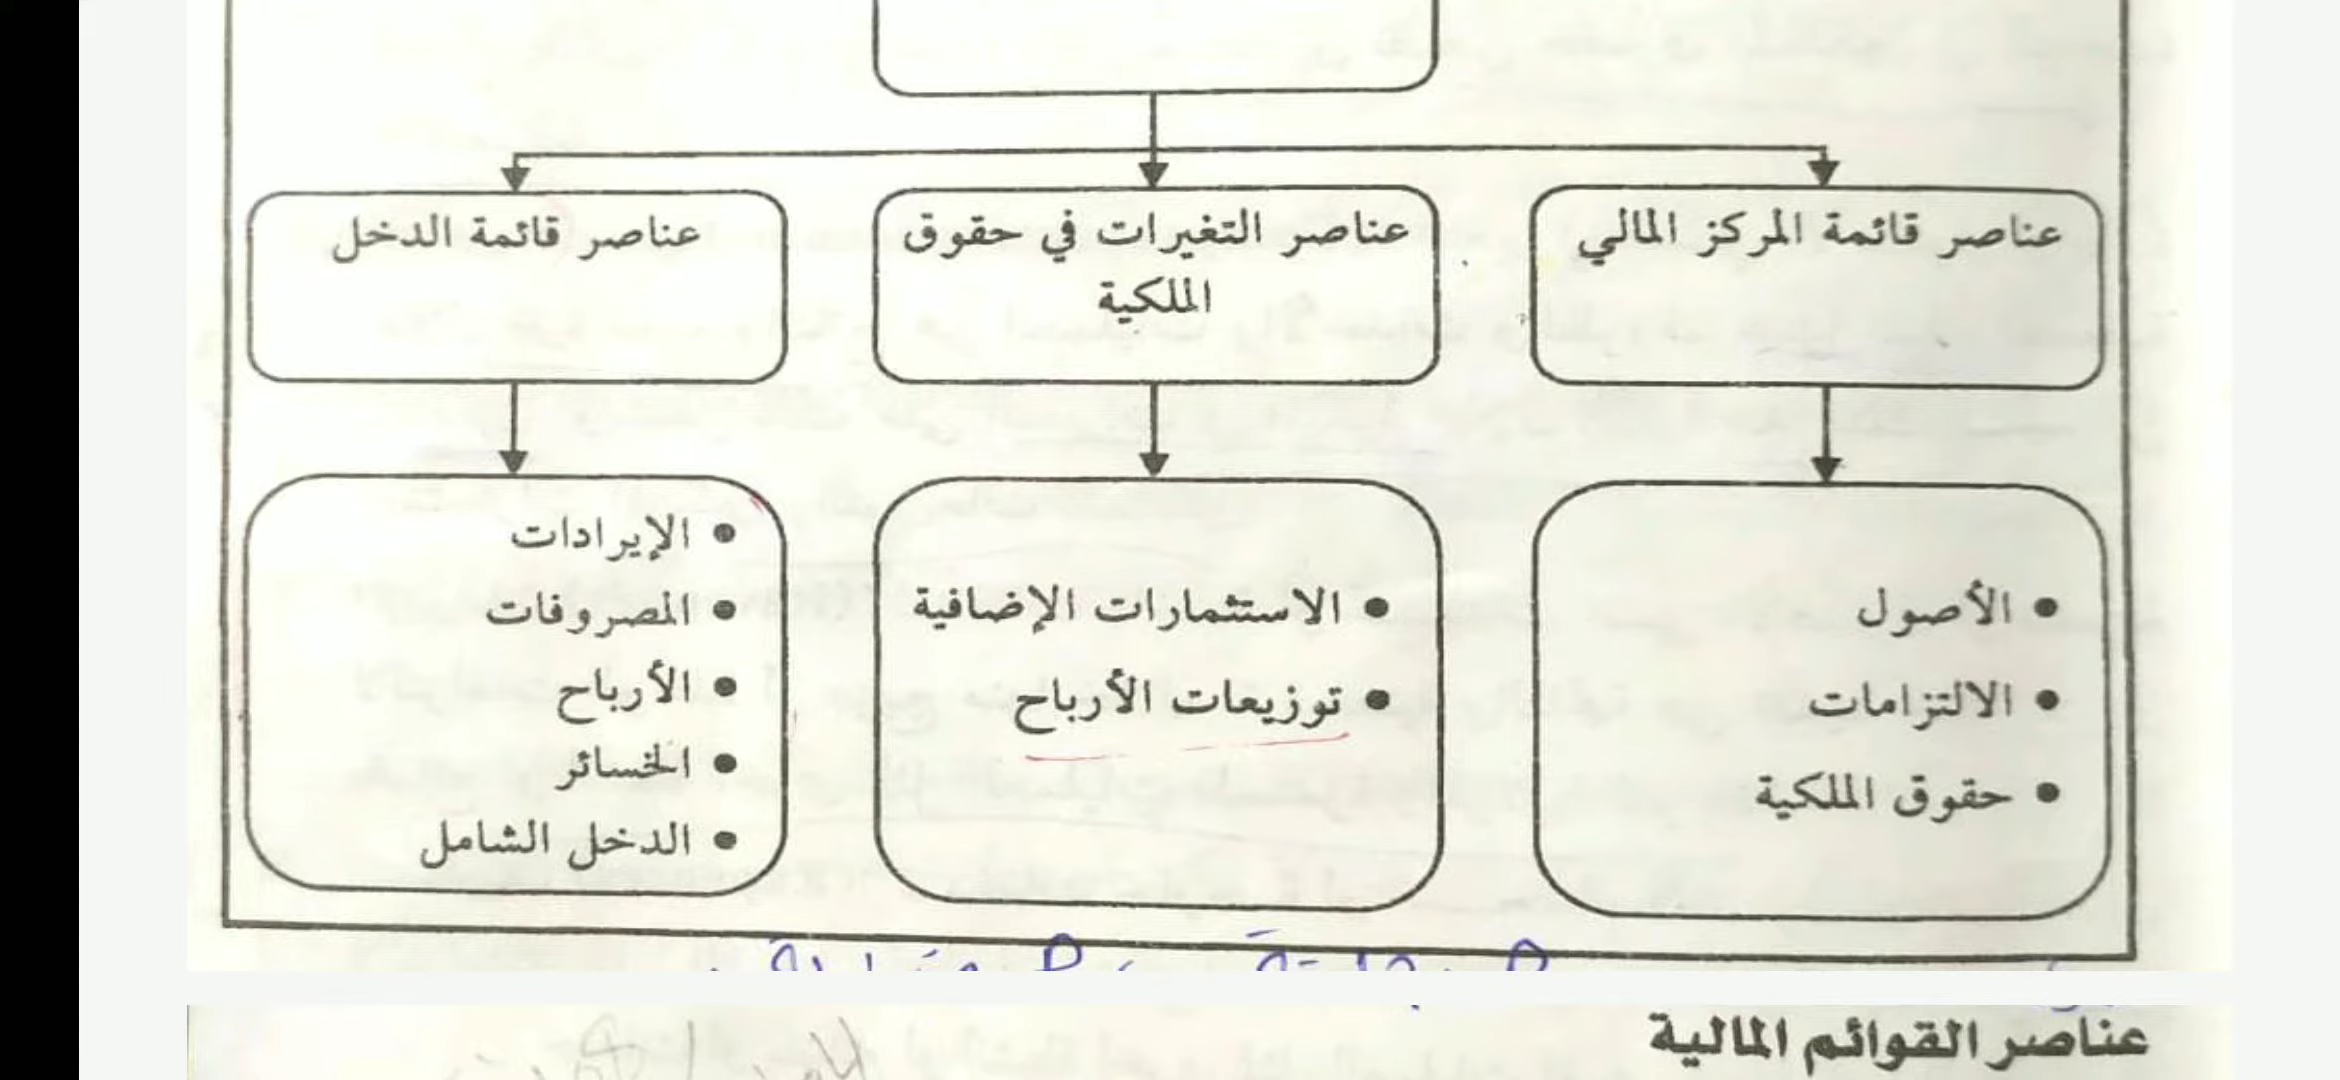 عناصر قائمة المركز المالي
عناصر التغيرات في حقوق
الملكية
عناصر قائمة الدخل
• الأصول
• الالتزامات
• حقوق الملكية
• الاستثمارات الإضافية
• توزيعات الأرباح
• الإيرادات
• المصروفات
• الأرباح
• الخسائر
• الدخل الشامل
عناصر القوائم المالية